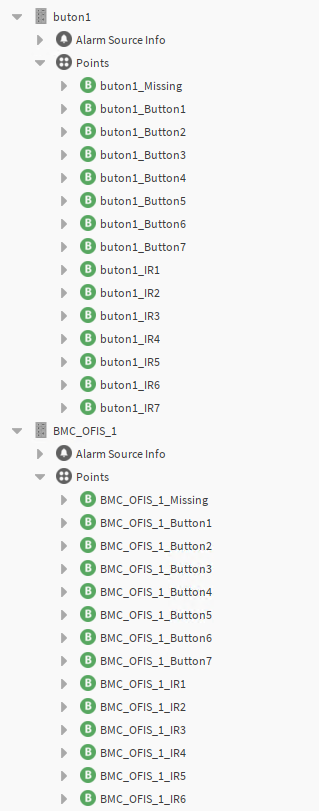 buton1
Alarm Source Info
Points
B buton1_Missing
B buton1_Button1
B buton1_Button2
B buton1_Button3
B buton1_Button4
B buton1_Button5
B buton1_Button6
B buton1_Button7
B buton1_IR1
B buton1_IR2
B buton1_IR3
B buton1_IR4
B buton1_IR5
B buton1_IR6
B buton1_IR7
BMC_OFIS_1
Alarm Source Info
Points
B BMC_OFIS_1_Missing
B BMC_OFIS_1_Button1
B BMC_OFIS_1_Button2
B BMC_OFIS_1_Button3
B BMC_OFIS_1_Button4
B BMC_OFIS_1_Button5
B BMC_OFIS_1_Button6
B BMC_OFIS_1_Button7
B BMC_OFIS_1_IR1
B BMC_OFIS_1_IR2
B BMC_OFIS_1_IR3
B BMC_OFIS_1_IR4
B BMC_OFIS_1_IR5
B BMC_OFIS_1_IR6